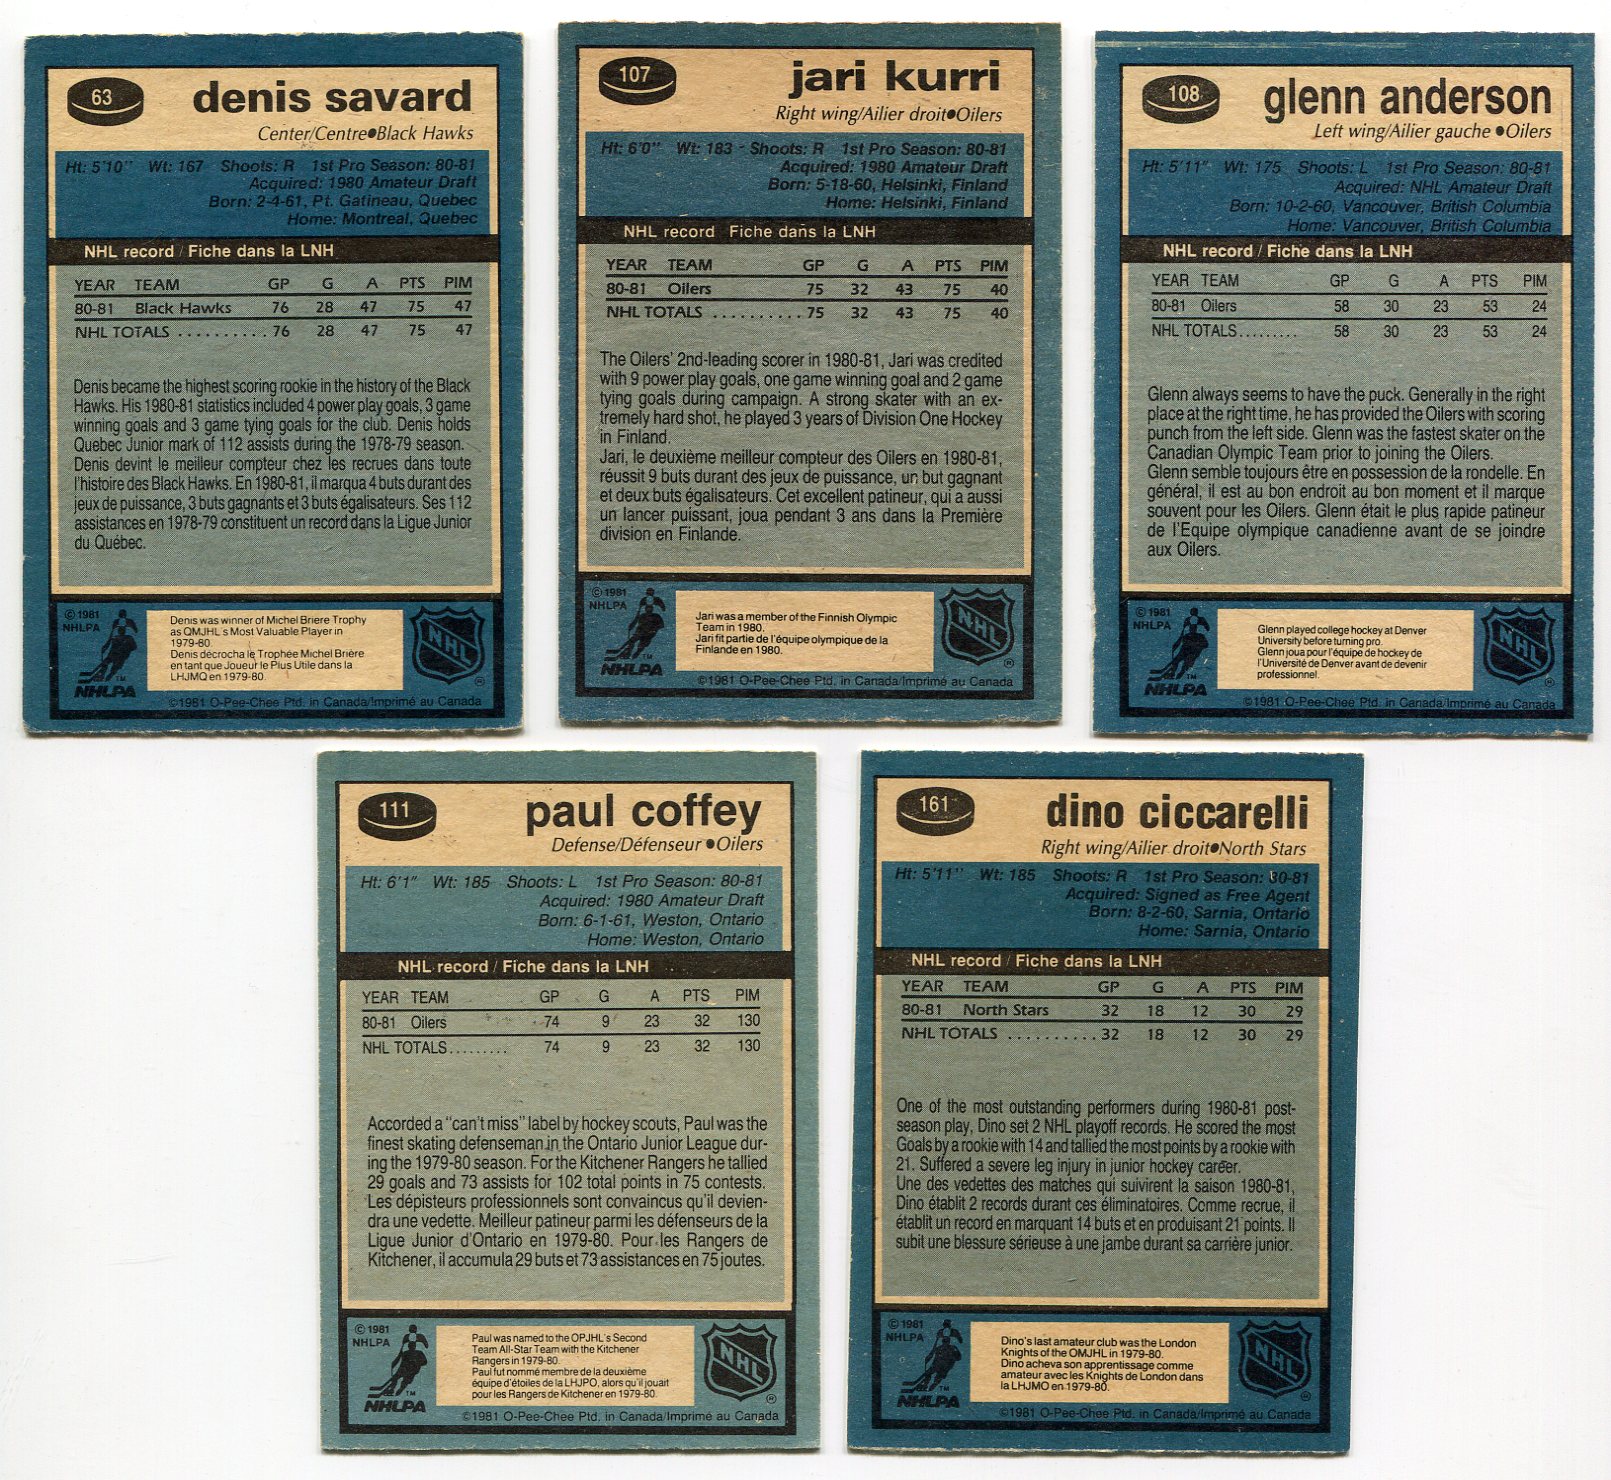 63
denis savard
Center/Centre●Black Hawks
Ht: 5'10" Wt: 167 Shoots: R 1st Pro Season: 80-81
Acquired: 1980 Amateur Draft
Born: 2-4-61, Pt. Gatineau, Quebec
Home: Montreal, Quebec
NHL record / Fiche dans la LNH
YEAR TEAM GP G A PTS PIM
80-81 Black Hawks 76 28 47 75 47
NHL TOTALS .......... 76 28 47 75 47
Denis became the highest scoring rookie in the history of the Black
Hawks. His 1980-81 statistics included 4 power play goals, 3 game
winning goals and 3 game tying goals for the club. Denis holds
Quebec Junior mark of 112 assists during the 1978-79 season.
Denis devint le meilleur compteur chez les recrues dans toute
l'histoire des Black Hawks. En 1980-81, il marqua 4 buts durant des
jeux de puissance, 3 buts gagnants et 3 buts égalisateurs. Ses 112
assistances en 1978-79 constituent un record dans la Ligue Junior
du Québec.
© 1981
NHLPA
Denis was winner of Michel Briere Trophy
as QMJHL's Most Valuable Player in
1979-80.
Denis décrocha le Trophée Michel Brière
en tant que Joueur le Plus Utile dans la
LHJMQ en 1979-80.
NHL
®
TM
NHLPA
©1981 O-Pee-Chee Ptd. in Canada/Imprimé au Canada
107
jari kurri
Right wing/Ailier droit●Oilers
Ht: 6'0" Wt: 183 - Shoots: R 1st Pro Season: 80-81
Acquired: 1980 Amateur Draft
Born: 5-18-60, Helsinki, Finland
Home: Helsinki, Finland
NHL record Fiche dans la LNH
YEAR TEAM GP G A PTS PIM
80-81 Oilers 75 32 43 75 40
NHL TOTALS .......... 75 32 43 75 40
The Oilers' 2nd-leading scorer in 1980-81, Jari was credited
with 9 power play goals, one game winning goal and 2 game
tying goals during campaign. A strong skater with an ex-
tremely hard shot, he played 3 years of Division One Hockey
in Finland.
Jari, le deuxième meilleur compteur des Oilers en 1980-81,
réussit 9 buts durant des jeux de puissance, un but gagnant
et deux buts égalisateurs. Cet excellent patineur, qui a aussi
un lancer puissant, joua pendant 3 ans dans la Première
division en Finlande.
© 1981
NHLPA
Jari was a member of the Finnish Olympic
Team in 1980.
Jari fit partie de l'équipe olympique de la
Finlande en 1980.
NHL
®
TM
NHLPA
©1981 O-Pee-Chee Ptd. in Canada/Imprimé au Canada
108
glenn anderson
Left wing/Ailier gauche ●Oilers
Ht: 5'11" Wt: 175 Shoots: L 1st Pro Season: 80-81
Acquired: NHL Amateur Draft
Born: 10-2-60, Vancouver, British Columbia
Home: Vancouver, British Columbia
NHL record / Fiche dans la LNH
YEAR TEAM GP G A PTS PIM
80-81 Oilers 58 30 23 53 24
NHL TOTALS......... 58 30 23 53 24
Glenn always seems to have the puck. Generally in the right
place at the right time, he has provided the Oilers with scoring
punch from the left side. Glenn was the fastest skater on the
Canadian Olympic Team prior to joining the Oilers.
Glenn semble toujours être en possession de la rondelle. En
général, il est au bon endroit au bon moment et il marque
souvent pour les Oilers. Glenn était le plus rapide patineur
de l'Equipe olympique canadienne avant de se joindre
aux Oilers.
© 1981
NHLPA
Glenn played college hockey at Denver
University before turning pro.
Glenn joua pour l'équipe de hockey de
l'Université de Denver avant de devenir
professionnel.
NHL
®
TM
NHLPA
©1981 O-Pee-Chee Ptd. in Canada/Imprimé au Canada
111
paul coffey
Defense/Défenseur ●Oilers
Ht: 6'1" Wt: 185 Shoots: L 1st Pro Season: 80-81
Acquired: 1980 Amateur Draft
Born: 6-1-61, Weston, Ontario
Home: Weston, Ontario
NHL record / Fiche dans la LNH
YEAR TEAM GP G A PTS PIM
80-81 Oilers 74 9 23 32 130
NHL TOTALS......... 74 9 23 32 130
Accorded a "can't miss" label by hockey scouts, Paul was the
finest skating defenseman in the Ontario Junior League dur-
ing the 1979-80 season. For the Kitchener Rangers he tallied
29 goals and 73 assists for 102 total points in 75 contests.
Les dépisteurs professionnels sont convaincus qu'il devien-
dra une vedette. Meilleur patineur parmi les défenseurs de la
Ligue Junior d'Ontario en 1979-80. Pour les Rangers de
Kitchener, il accumula 29 buts et 73 assistances en 75 joutes.
© 1981
NHLPA
Paul was named to the OPJHL's Second
Team All-Star Team with the Kitchener
Rangers in 1979-80.
Paul fut nommé membre de la deuxième
équipe d'étoiles de la LHJPO, alors qu'il jouait
pour les Rangers de Kitchener en 1979-80.
NHL
®
TM
NHLPA
©1981 O-Pee-Chee Ptd. in Canada/Imprimé au Canada
161
dino ciccarelli
Right wing/Ailier droit●North Stars
Ht: 5'11" Wt: 185 Shoots: R 1st Pro Season: 80-81
Acquired: Signed as Free Agent
Born: 8-2-60, Sarnia, Ontario
Home: Sarnia, Ontario
NHL record / Fiche dans la LNH
YEAR TEAM GP G A PTS PIM
80-81 North Stars 32 18 12 30 29
NHL TOTALS .......... 32 18 12 30 29
One of the most outstanding performers during 1980-81 post-
season play, Dino set 2 NHL playoff records. He scored the most
Goals by a rookie with 14 and tallied the most points by a rookie with
21. Suffered a severe leg injury in junior hockey career.
Une des vedettes des matches qui suivirent la saison 1980-81,
Dino établit 2 records durant ces éliminatoires. Comme recrue, il
établit un record en marquant 14 buts et en produisant 21 points. Il
subit une blessure sérieuse à une jambe durant sa carrière junior.
© 1981
NHLPA
Dino's last amateur club was the London
Knights of the OMJHL in 1979-80.
Dino acheva son apprentissage comme
amateur avec les Knights de London dans
la LHJMO en 1979-80.
NHL
®
TM
NHLPA
©1981 O-Pee-Chee Ptd. in Canada/Imprimé au Canada